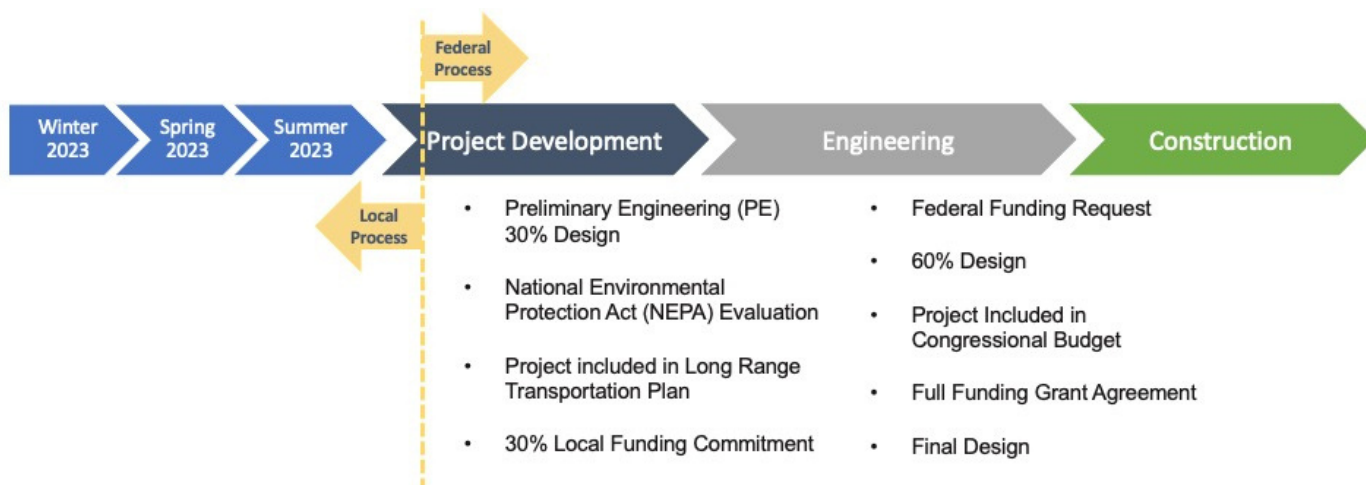 Federal
Process
Winter
2023
Spring
2023
Summer
2023
Project Development
Engineering
Construction
Local
Process
• Preliminary Engineering (PE)
30% Design
• National Environmental
Protection Act (NEPA) Evaluation
• Project included in Long Range
Transportation Plan
• 30% Local Funding Commitment
• Federal Funding Request
• 60% Design
• Project Included in
Congressional Budget
• Full Funding Grant Agreement
• Final Design